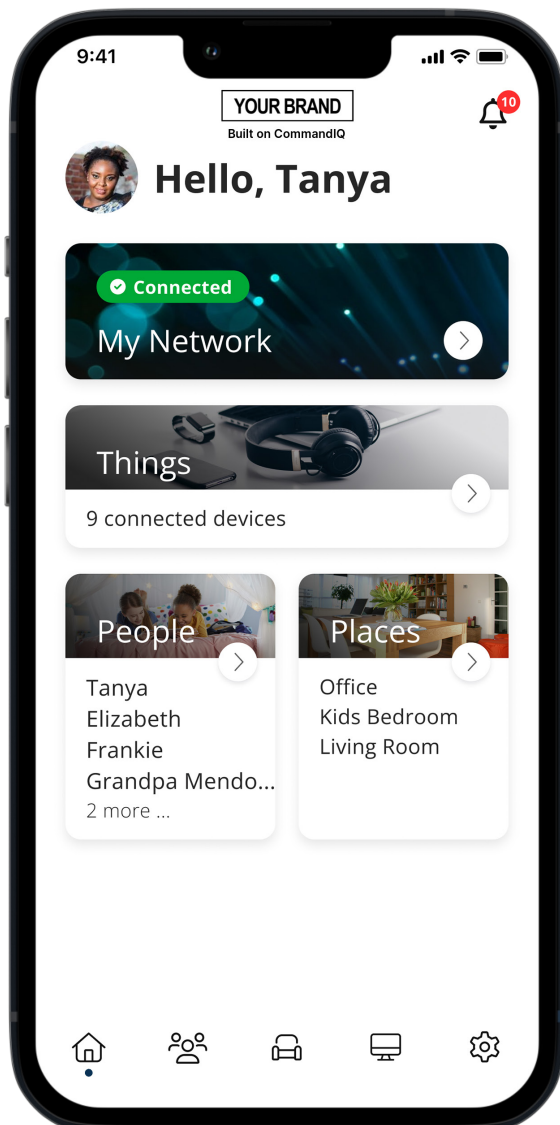 9:41
YOUR BRAND
10
Built on CommandIQ
Hello, Tanya
Connected
My Network
Things
9 connected devices
People
Tanya
Elizabeth
Frankie
Grandpa Mendo...
2 more ...
Places
Office
Kids Bedroom
Living Room